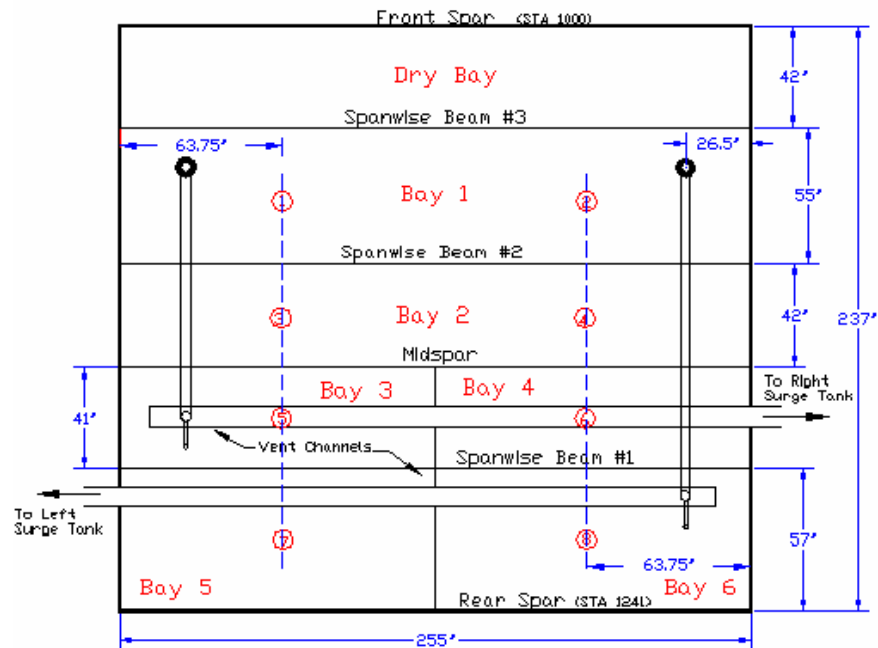 Front Spar (STA 1000)
Dry Bay
42"
Spanwise Beam #3
63.75"
26.5"
1
2
Bay 1
55"
Spanwise Beam #2
3
4
Bay 2
42"
237"
Midspar
Bay 3
Bay 4
To Right
Surge Tank
41"
5
6
Vent Channels
Spanwise Beam #1
To Left
Surge Tank
7
8
57"
63.75"
Bay 5
Bay 6
Rear Spar (STA 1241)
255"